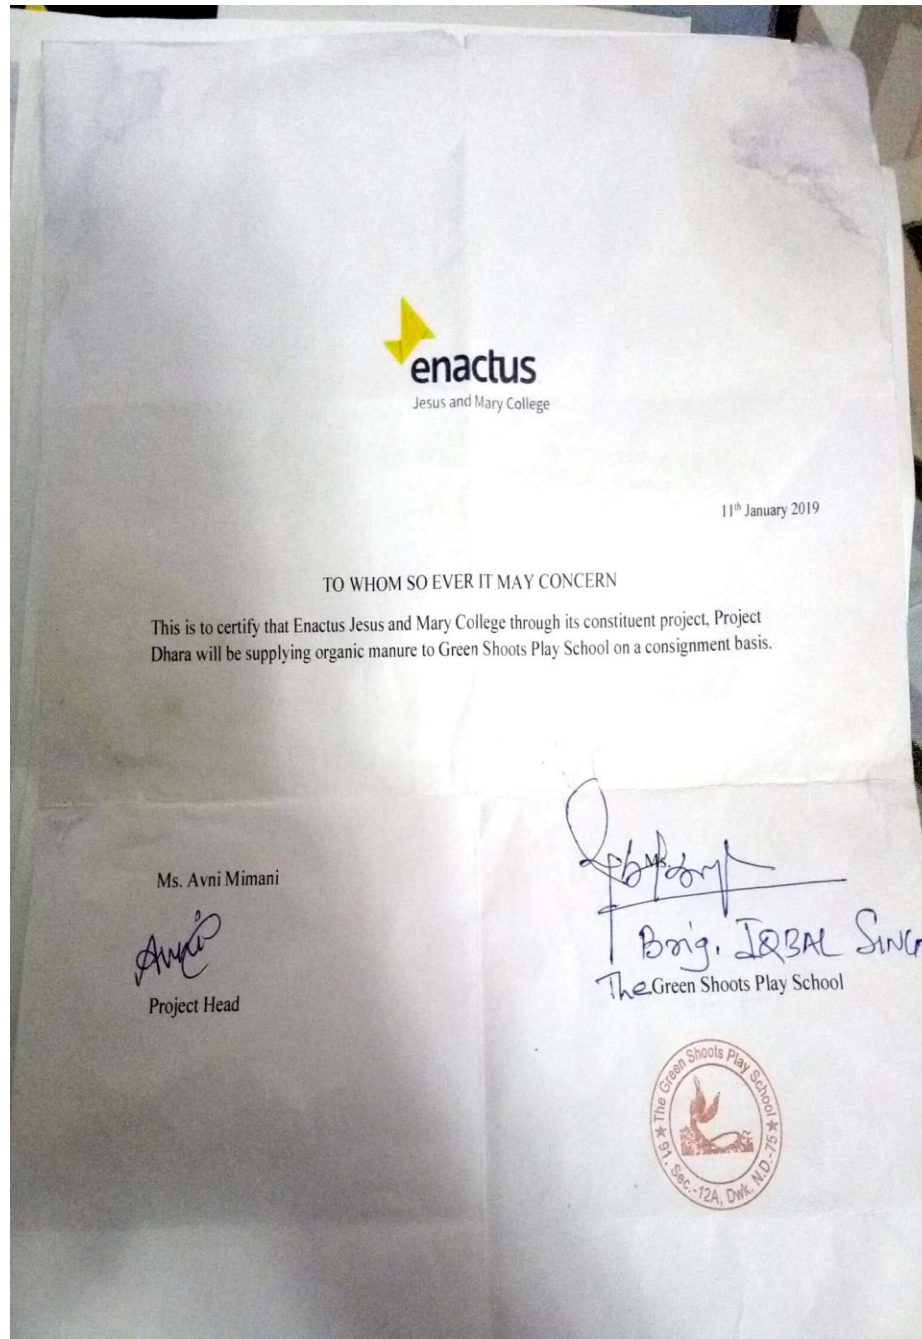 enactus
Jesus and Mary College
11th January 2019
TO WHOM SO EVER IT MAY CONCERN
This is to certify that Enactus Jesus and Mary College through its constituent project, Project
Dhara will be supplying organic manure to Green Shoots Play School on a consignment basis.
Ms. Avni Mimani
Avni
Project Head
Ms.
Brig. IQBAL SING
The Green Shoots Play School
The Green Shoots Play School
91, Sec.-12A, Dwk. N.D.-75